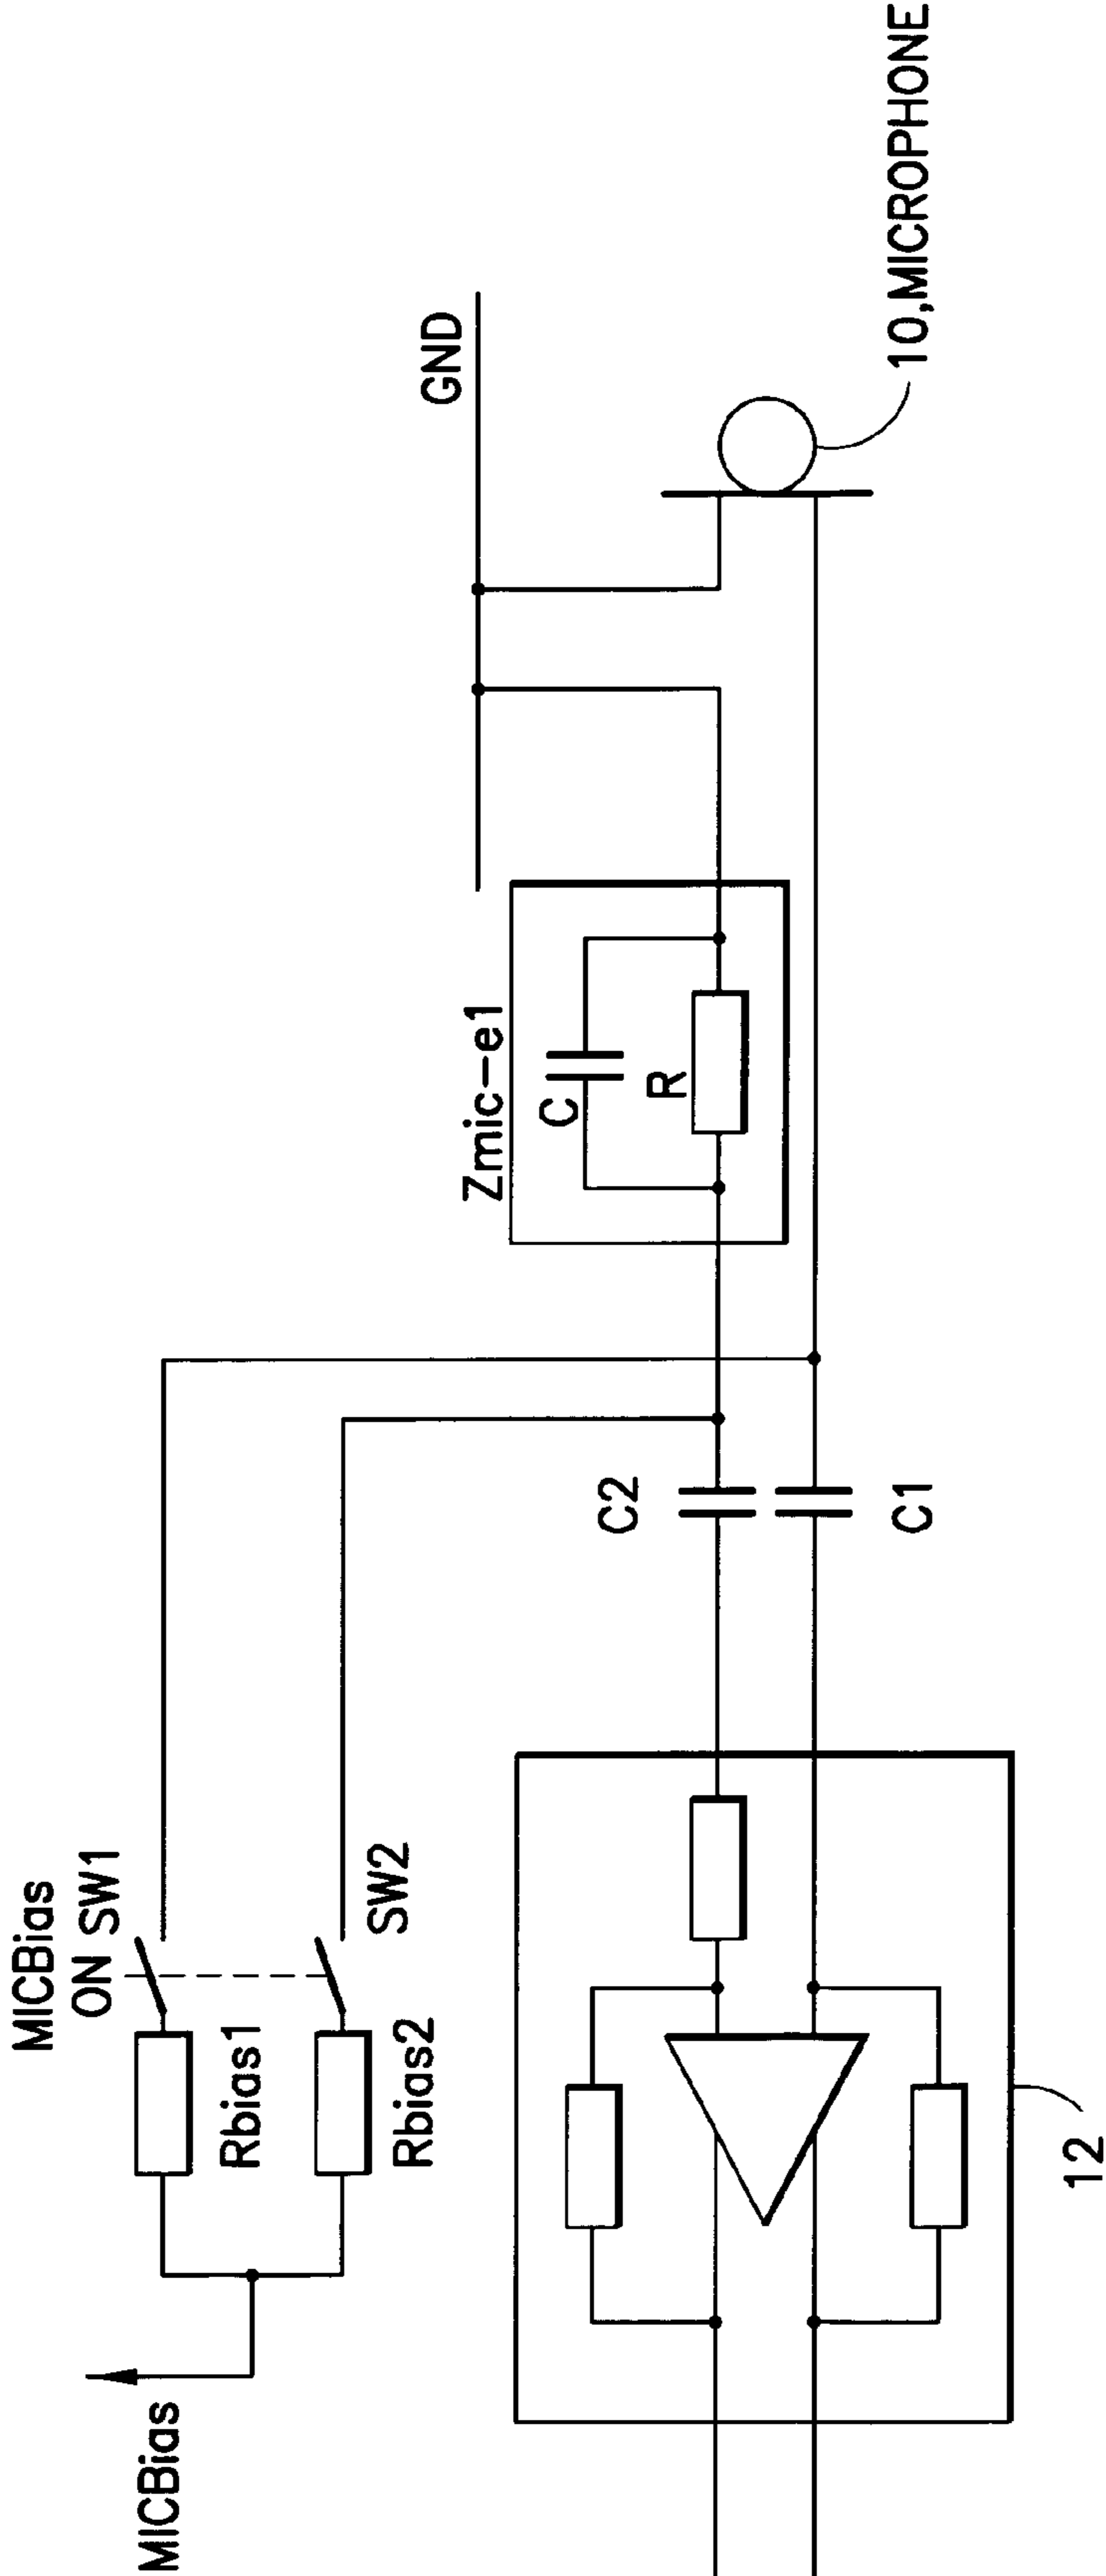 MICBias
MICBias
ON SW1
Rbias1
SW2
Rbias2
12
C2
C1
Zmic-e1
C
R
GND
10,MICROPHONE